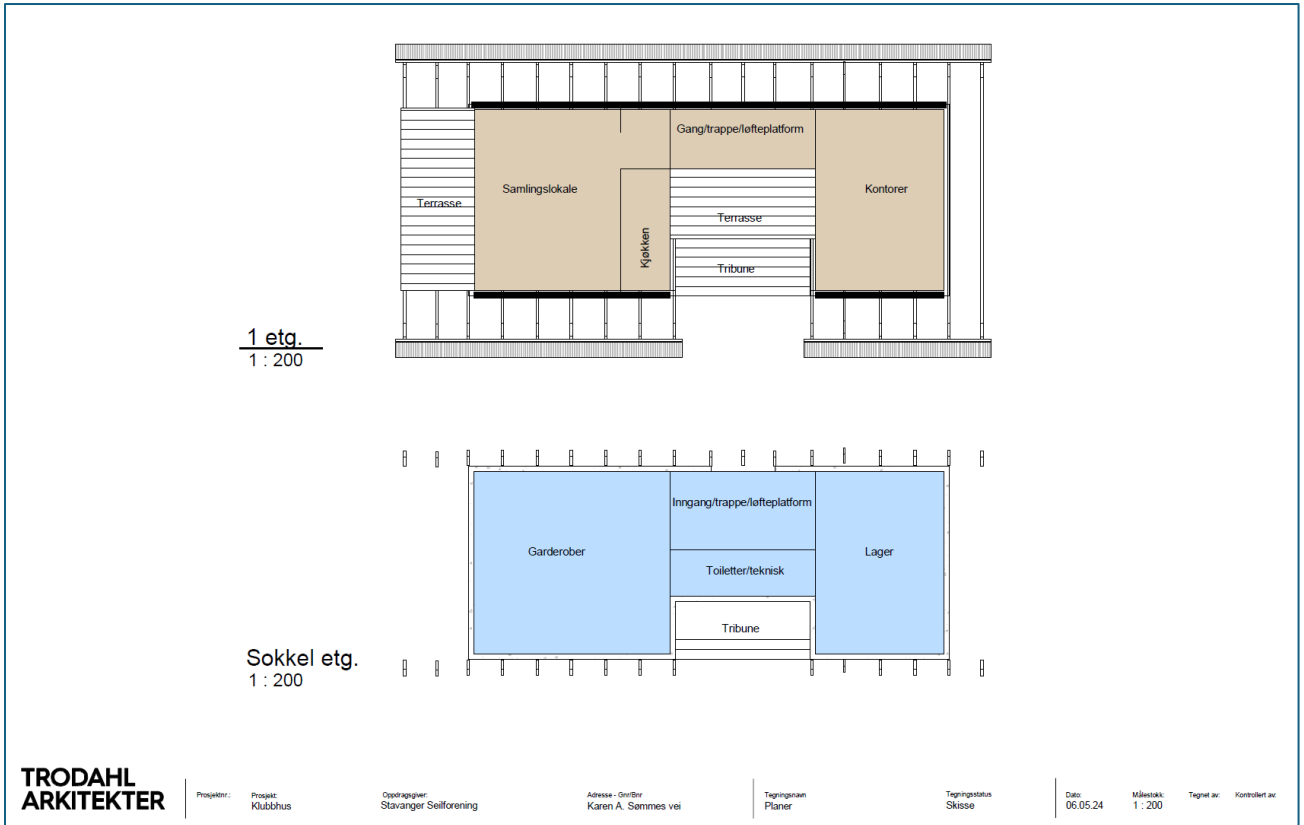 Gang/trappe/løfteplatform
Samlingslokale
Kontorer
Terrasse
Terrasse
Kjøkken
Tribune
1 etg.
1 : 200
Inngang/trappe/løfteplatform
Garderober
Lager
Toiletter/teknisk
Tribune
Sokkel etg.
1 : 200
TRODAHL
ARKITEKTER
Prosjektnr.:
Prosjekt:
Klubbhus
Oppdragsgiver:
Stavanger Seilforening
Adresse - Gnr/Bnr
Karen A. Sømmes vei
Tegningsnavn
Planer
Tegningsstatus
Skisse
Dato:
06.05.24
Målestokk:
1 : 200
Tegnet av:
Kontrollert av: